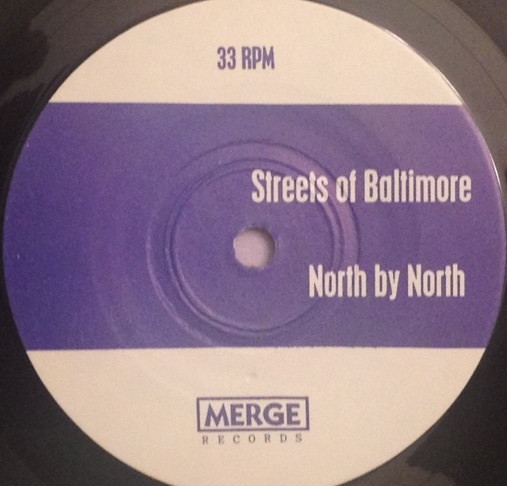 33 RPM
Streets of Baltimore
North by North
MERGE
RECORDS